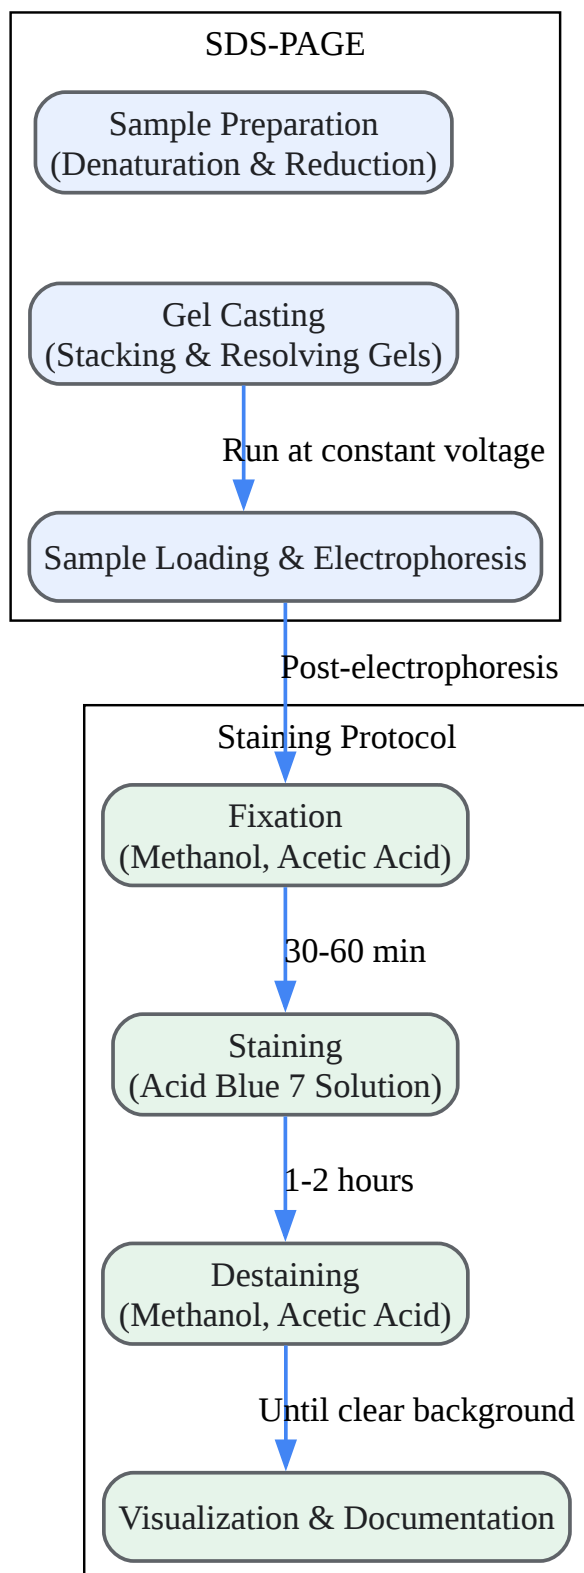 SDS-PAGE
Sample Preparation
(Denaturation & Reduction)
Gel Casting
(Stacking & Resolving Gels)
Run at constant voltage
Sample Loading & Electrophoresis
Post-electrophoresis
Staining Protocol
Fixation
(Methanol, Acetic Acid)
30-60 min
Staining
(Acid Blue 7 Solution)
1-2 hours
Destaining
(Methanol, Acetic Acid)
Until clear background
Visualization & Documentation